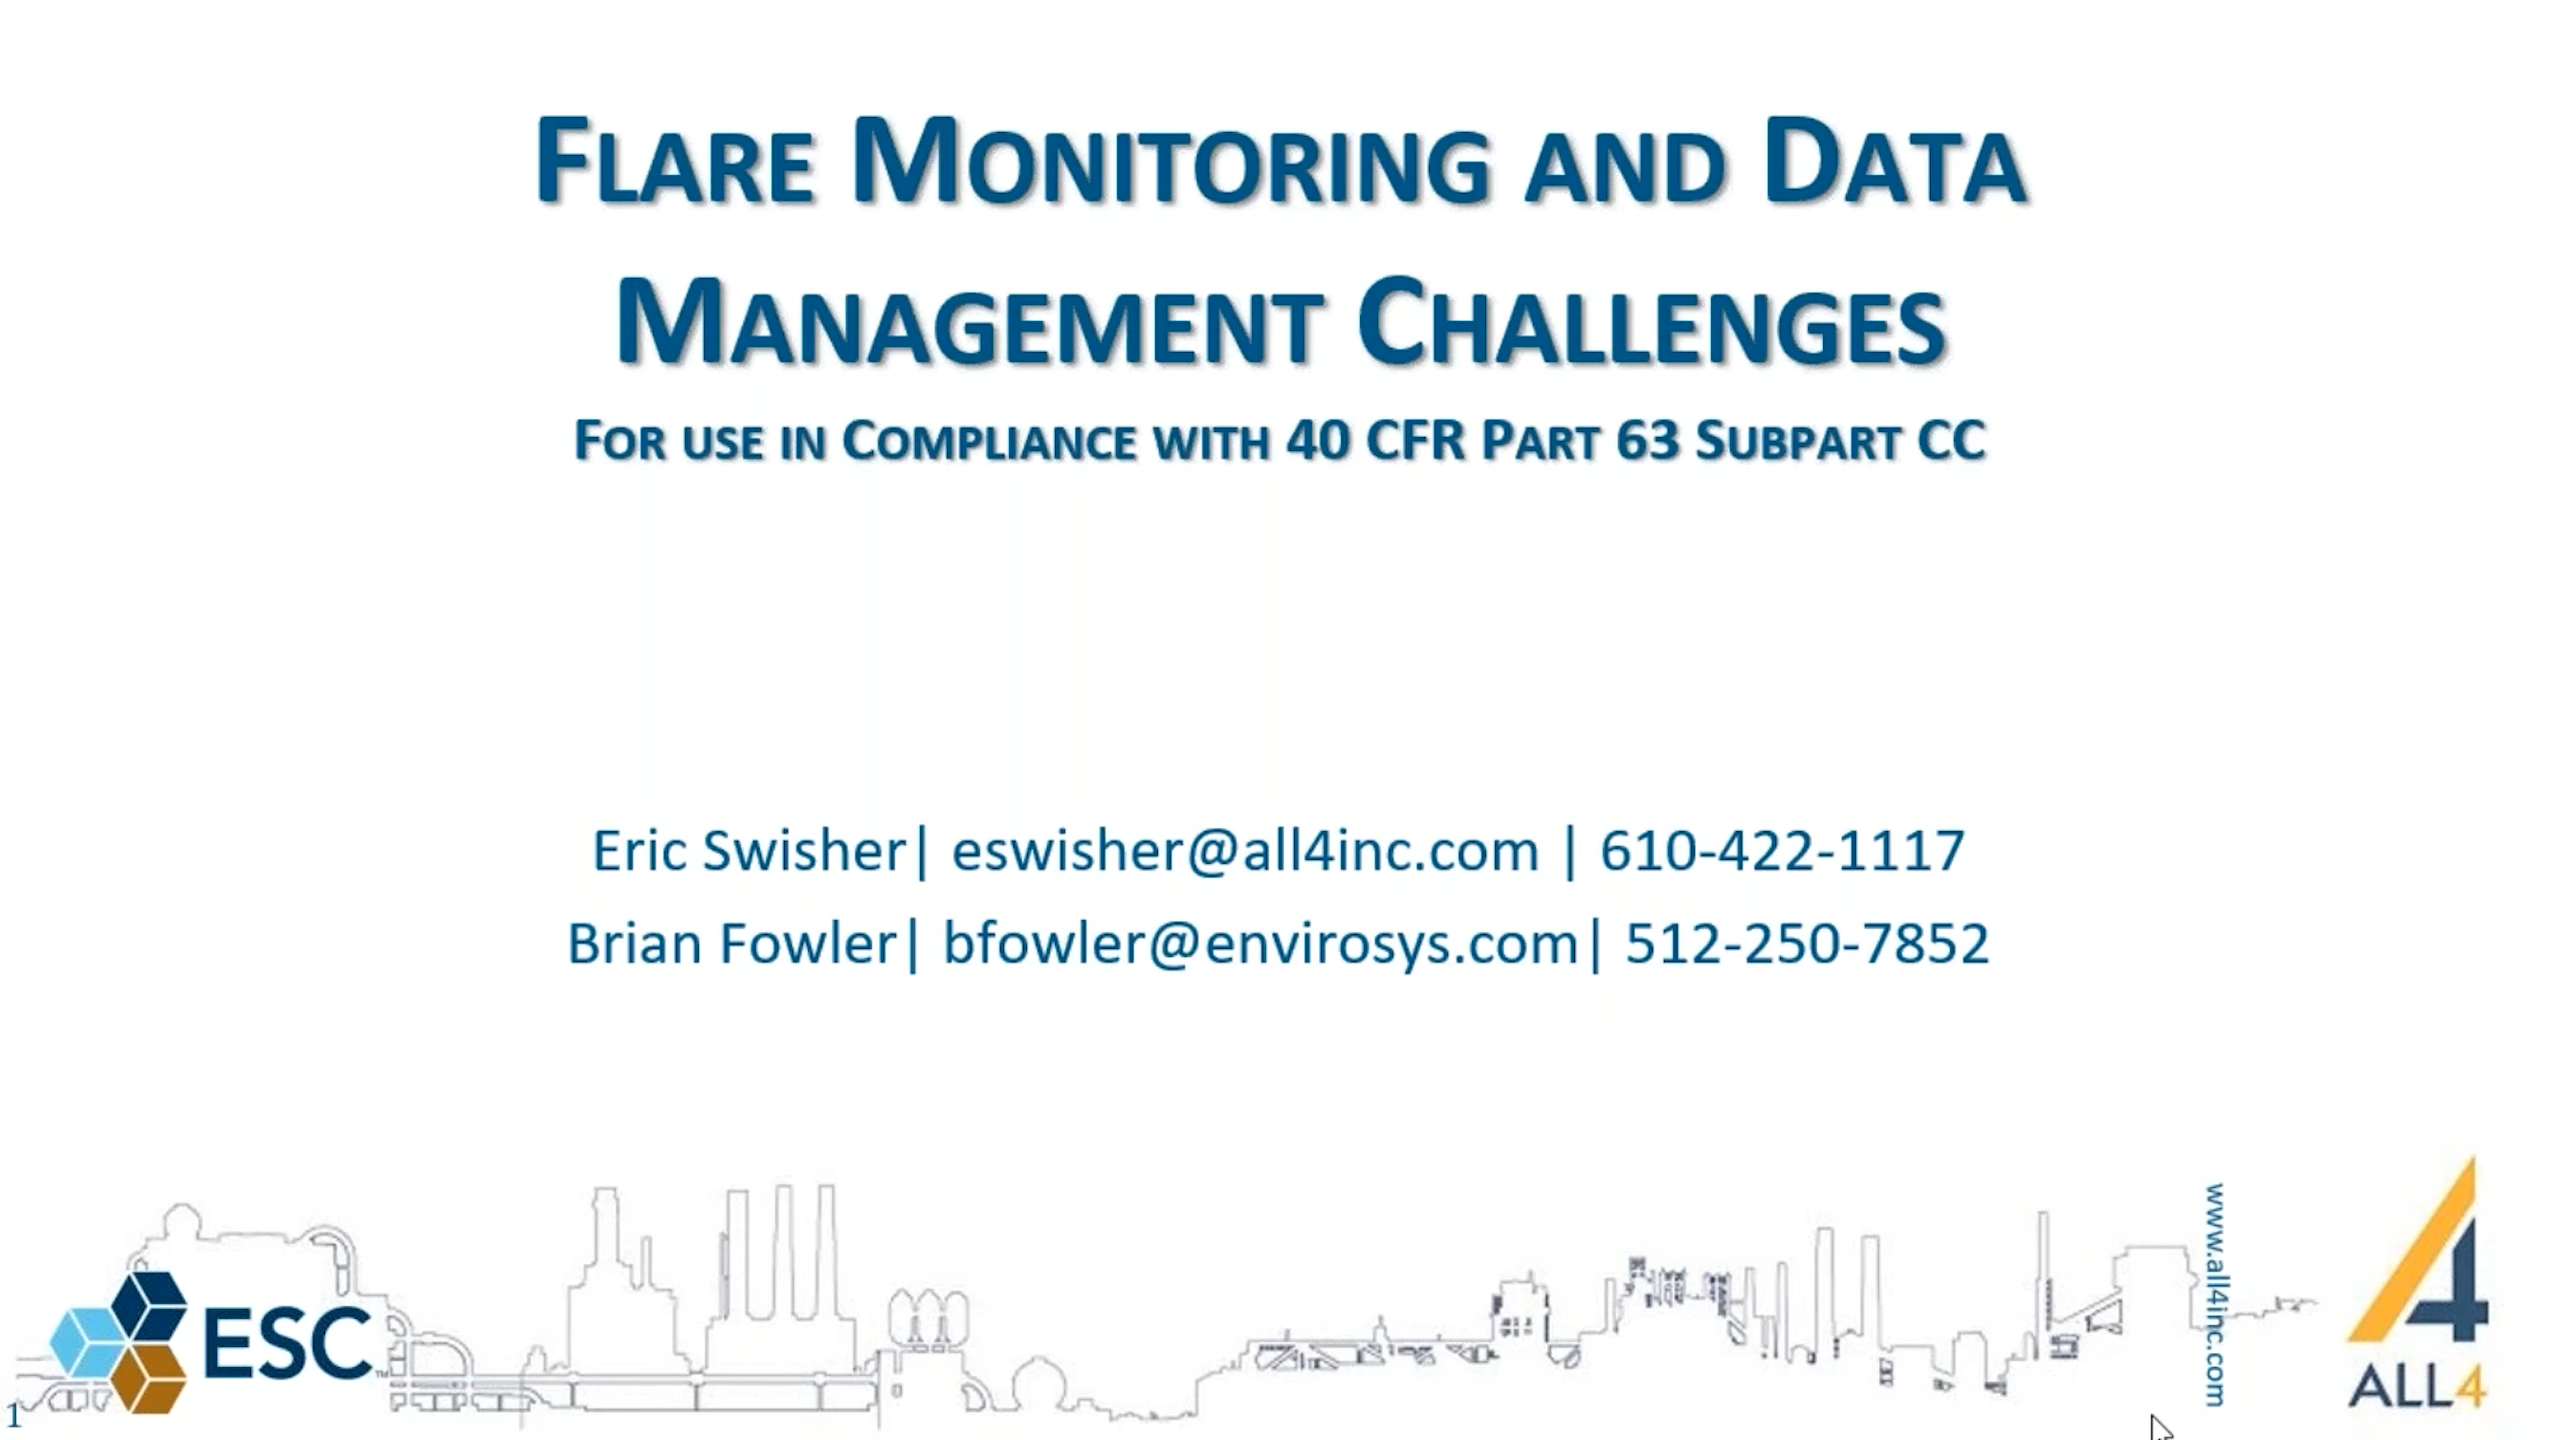 FLARE MONITORING AND DATA
MANAGEMENT CHALLENGES
FOR USE IN COMPLIANCE WITH 40 CFR PART 63 SUBPART CC
Eric Swisher| eswisher@all4inc.com | 610-422-1117
Brian Fowler| bfowler@envirosys.com| 512-250-7852
ESC™
www.all4inc.com
4
ALL4
1